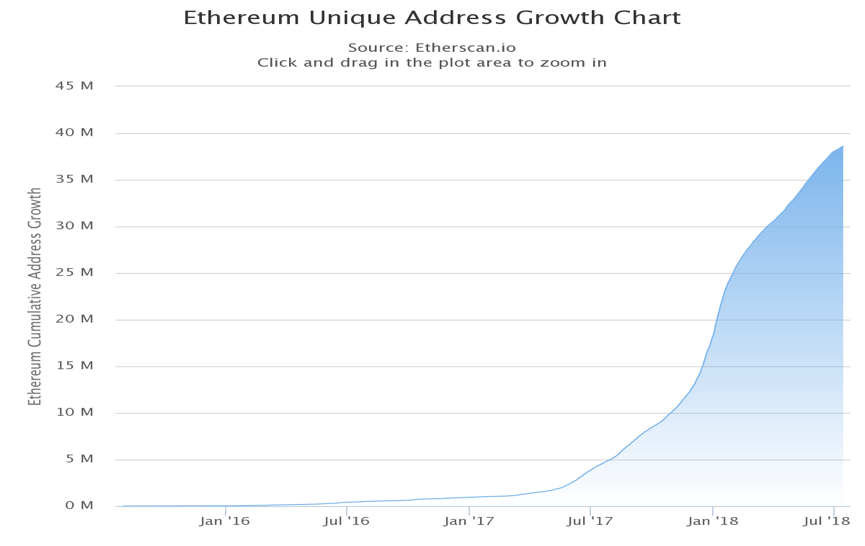 Ethereum Unique Address Growth Chart
Source: Etherscan.io
Click and drag in the plot area to zoom in
Ethereum Cumulative Address Growth
45 M
40 M
35 M
30 M
25 M
20 M
15 M
10 M
5 M
0 M
Jan '16
Jul '16
Jan '17
Jul '17
Jan '18
Jul '18